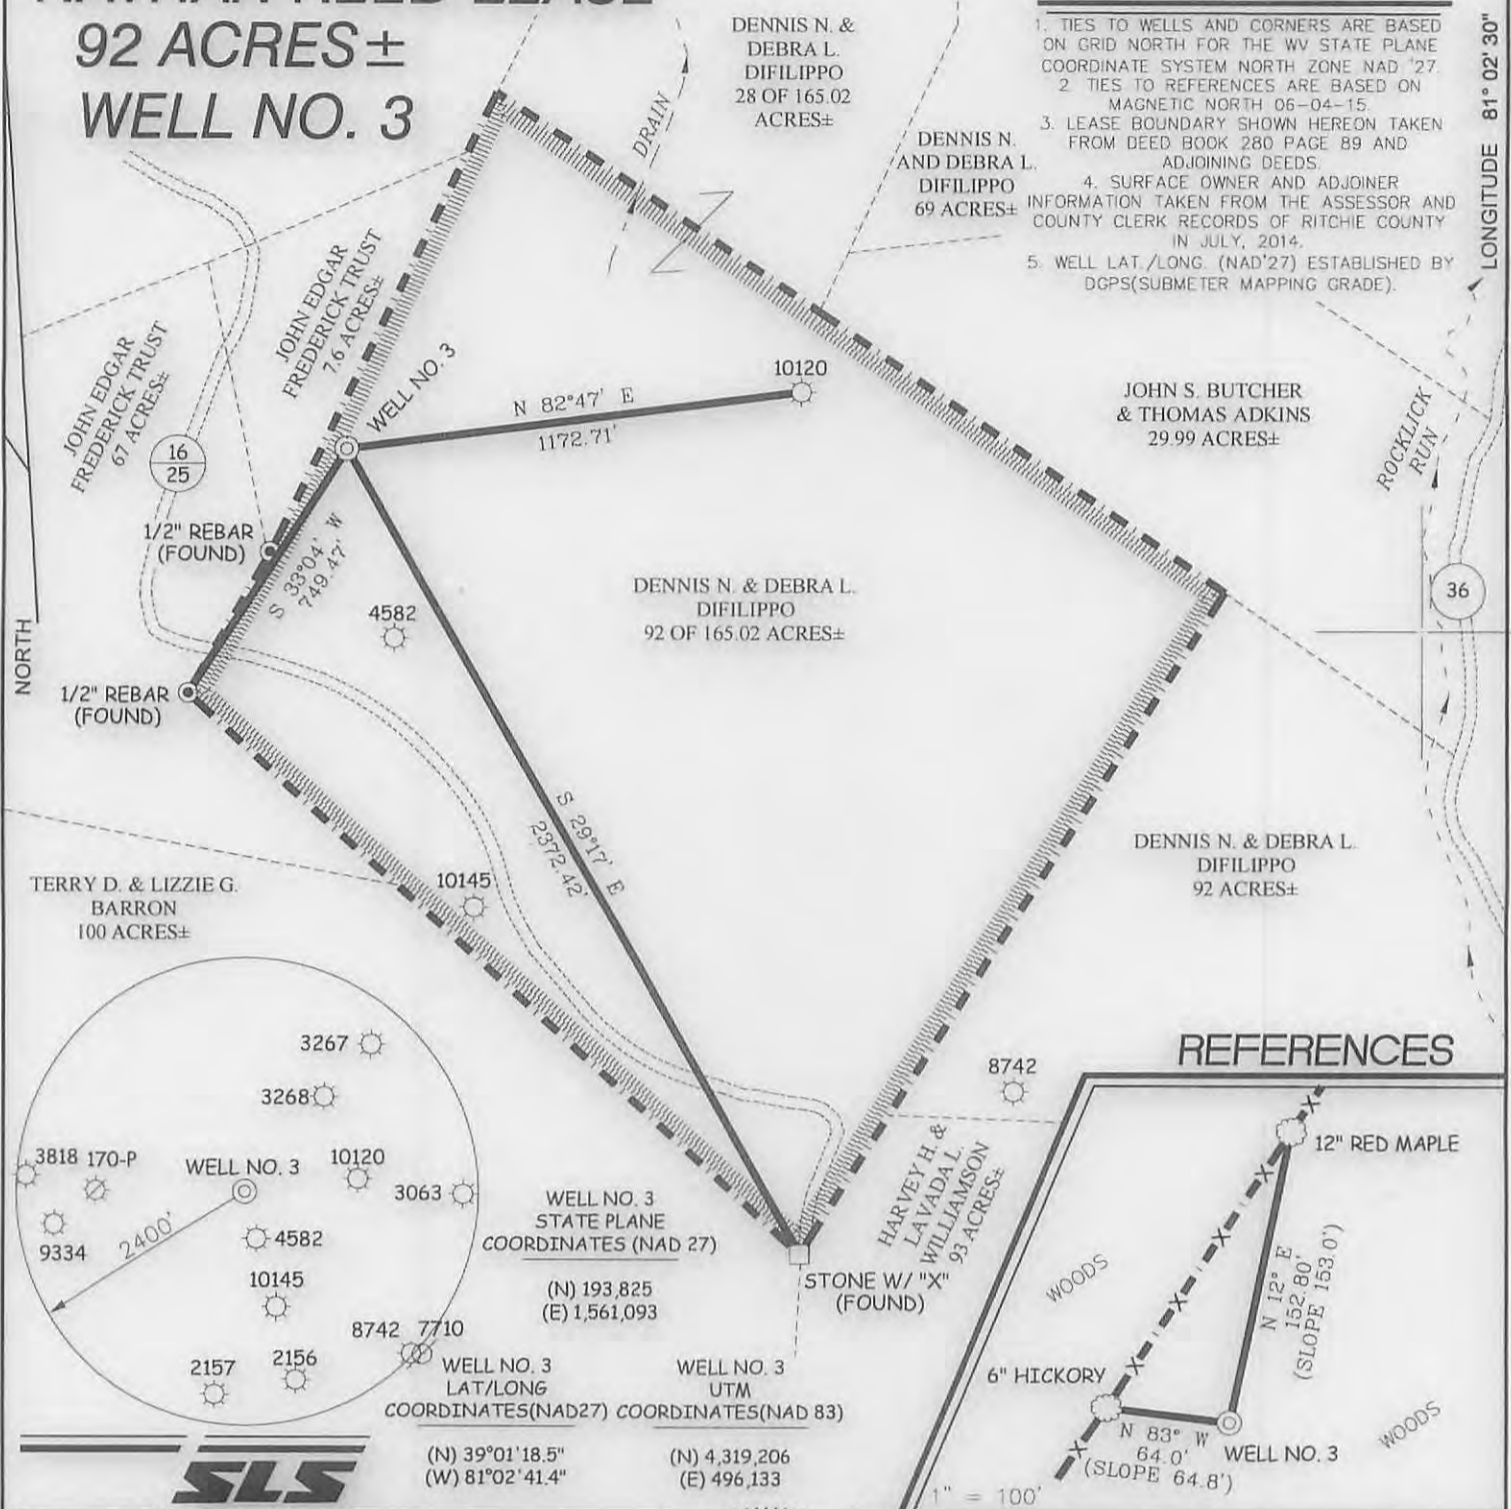 92 ACRES±
WELL NO. 3
DENNIS N. &
DEBRA L.
DIFILIPPO
28 OF 165.02
ACRES±
DRAIN
DENNIS N.
AND DEBRA L.
DIFILIPPO
69 ACRES±
1. TIES TO WELLS AND CORNERS ARE BASED
ON GRID NORTH FOR THE WV STATE PLANE
COORDINATE SYSTEM NORTH ZONE NAD '27.
2. TIES TO REFERENCES ARE BASED ON
MAGNETIC NORTH 06-04-15.
3. LEASE BOUNDARY SHOWN HEREON TAKEN
FROM DEED BOOK 280 PAGE 89 AND
ADJOINING DEEDS.
4. SURFACE OWNER AND ADJOINER
INFORMATION TAKEN FROM THE ASSESSOR AND
COUNTY CLERK RECORDS OF RITCHIE COUNTY
IN JULY, 2014.
5. WELL LAT./LONG. (NAD'27) ESTABLISHED BY
DGPS(SUBMETER MAPPING GRADE).
LONGITUDE 81° 02' 30"
JOHN EDGAR
FREDERICK TRUST
7.6 ACRES±
JOHN EDGAR
FREDERICK TRUST
67 ACRES±
16
25
WELL NO. 3
N 82°47' E
1172.71'
10120
JOHN S. BUTCHER
& THOMAS ADKINS
29.99 ACRES±
ROCKLICK
RUN
36
1/2" REBAR
(FOUND)
S 33°04' W
749.47'
4582
DENNIS N. & DEBRA L.
DIFILIPPO
92 OF 165.02 ACRES±
NORTH
1/2" REBAR
(FOUND)
S 29°17' E
2372.42'
10145
DENNIS N. & DEBRA L.
DIFILIPPO
92 ACRES±
TERRY D. & LIZZIE G.
BARRON
100 ACRES±
3267
3268
3818 170-P
WELL NO. 3
10120
3063
9334
2400'
4582
10145
8742 7710
2157
2156
WELL NO. 3
STATE PLANE
COORDINATES (NAD 27)
(N) 193,825
(E) 1,561,093
8742
HARVEY H. &
LAVADA L.
WILLIAMSON
93 ACRES±
STONE W/ "X"
(FOUND)
WELL NO. 3
LAT/LONG
COORDINATES(NAD27)
(N) 39°01'18.5"
(W) 81°02'41.4"
WELL NO. 3
UTM
COORDINATES(NAD 83)
(N) 4,319,206
(E) 496,133
SLS
REFERENCES
12" RED MAPLE
WOODS
N 12° E
152.80'
(SLOPE 153.0')
6" HICKORY
N 83° W
64.0'
(SLOPE 64.8')
WELL NO. 3
WOODS
1" = 100'